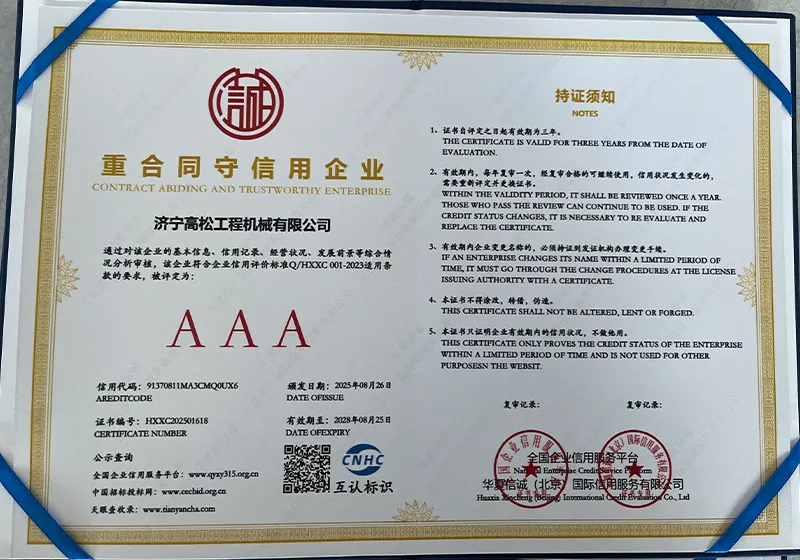 信誠
重合同守信用企业
CONTRACT ABIDING AND TRUSTWORTHY ENTERPRISE
济宁高松工程机械有限公司
通过对该企业的基本信息、信用记录、经营状况、发展前景等综合情
况分析审核，该企业符合企业信用评价标准Q/HXXC 001-2023适用条
款的要求，被评定为：
AAA
信用代码：91370811MA3CMQ0UX6
AREDITCODE
颁发日期：2025年08月26日
DATE OFISSUE
证书编号：HXXC202501618
CERTIFICATE NUMBER
有效期至：2028年08月25日
DATE OFEXPIRY
公示查询
全国企业信用服务平台：www.qyxy315.org.cn
中国招标投标网：www.cecbid.org.cn
天眼查收录：www.tianyancha.com
CNHC
互认标识
持证须知
NOTES
1、证书自评定之日起有效期为三年。
THE CERTIFICATE IS VALID FOR THREE YEARS FROM THE DATE OF
EVALUATION.
2、有效期内，每年复审一次，经复审合格的可继续使用，信用状况发生变化的，
需要重新评定并更换证书。
WITHIN THE VALIDITY PERIOD, IT SHALL BE REVIEWED ONCE A YEAR.
THOSE WHO PASS THE REVIEW CAN CONTINUE TO BE USED. IF THE
CREDIT STATUS CHANGES, IT IS NECESSARY TO RE EVALUATE AND
REPLACE THE CERTIFICATE.
3、有效期内企业变更名称的，必须持证到发证机构办理变更手续。
IF AN ENTERPRISE CHANGES ITS NAME WITHIN A LIMITED PERIOD OF
TIME, IT MUST GO THROUGH THE CHANGE PROCEDURES AT THE LICENSE
ISSUING AUTHORITY WITH A CERTIFICATE.
4、本证书不得涂改，转借，伪造。
THIS CERTIFICATE SHALL NOT BE ALTERED, LENT OR FORGED.
5、本证书只证明企业有效期内的信用状况，不做他用。
THIS CERTIFICATE ONLY PROVES THE CREDIT STATUS OF THE ENTERPRISE
WITHIN A LIMITED PERIOD OF TIME AND IS NOT USED FOR OTHER
PURPOSESN THE WEBSIT.
复审记录：
复审记录：
全国企业信用服务平台
National Enterprise Credit Service Platform
华夏信诚（北京）国际信用服务有限公司
Huaxia Xincheng (Beijing) International Credit Evaluation Co., Ltd